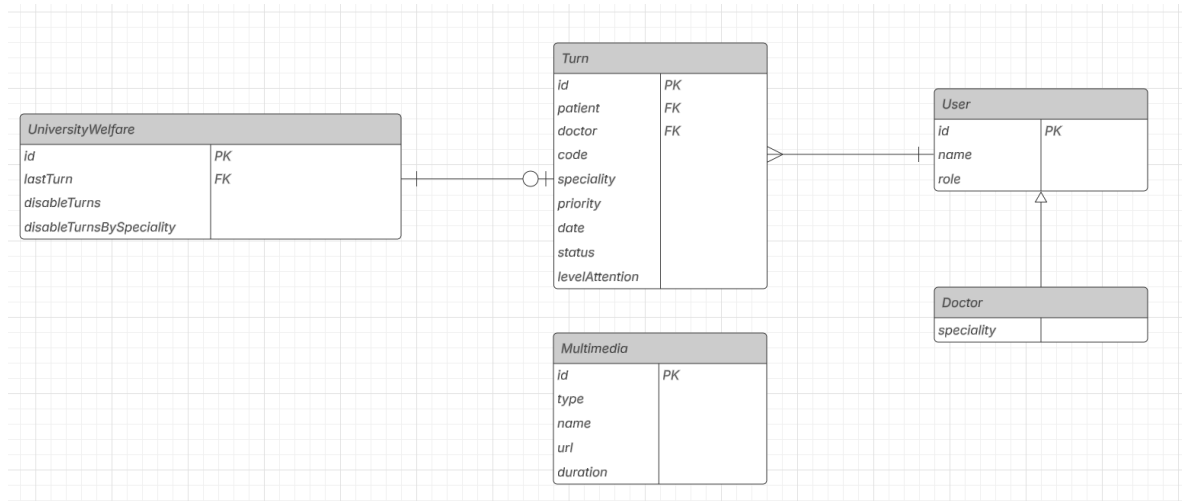 UniversityWelfare
id PK
lastTurn FK
disableTurns
disableTurnsBySpeciality
Turn
id PK
patient FK
doctor FK
code
speciality
priority
date
status
levelAttention
Multimedia
id PK
type
name
url
duration
User
id PK
name
role
Doctor
speciality